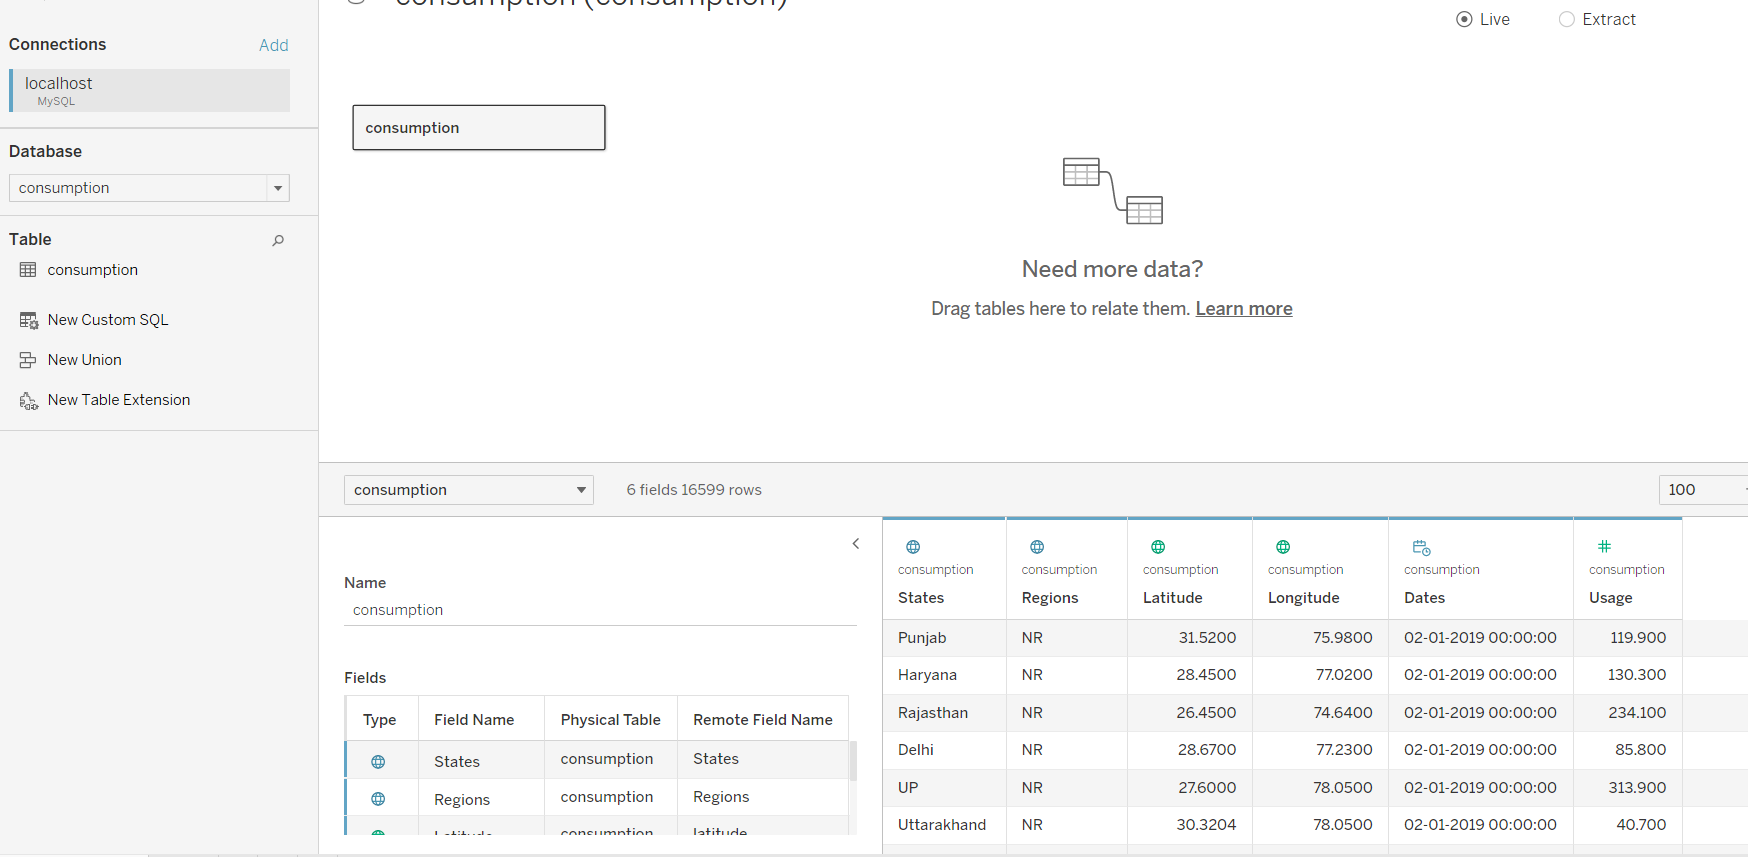 consumption (consumption)
Live
Extract
Connections
Add
localhost
MySQL
Database
consumption
Table
consumption
New Custom SQL
New Union
New Table Extension
consumption
Need more data?
Drag tables here to relate them. Learn more
consumption
6 fields 16599 rows
100
Name
consumption
Fields
Type Field Name Physical Table Remote Field Name
States consumption States
Regions consumption Regions
Latitude consumption latitude
consumption consumption consumption consumption consumption consumption
States Regions Latitude Longitude Dates Usage
Punjab NR 31.5200 75.9800 02-01-2019 00:00:00 119.900
Haryana NR 28.4500 77.0200 02-01-2019 00:00:00 130.300
Rajasthan NR 26.4500 74.6400 02-01-2019 00:00:00 234.100
Delhi NR 28.6700 77.2300 02-01-2019 00:00:00 85.800
UP NR 27.6000 78.0500 02-01-2019 00:00:00 313.900
Uttarakhand NR 30.3204 78.0500 02-01-2019 00:00:00 40.700